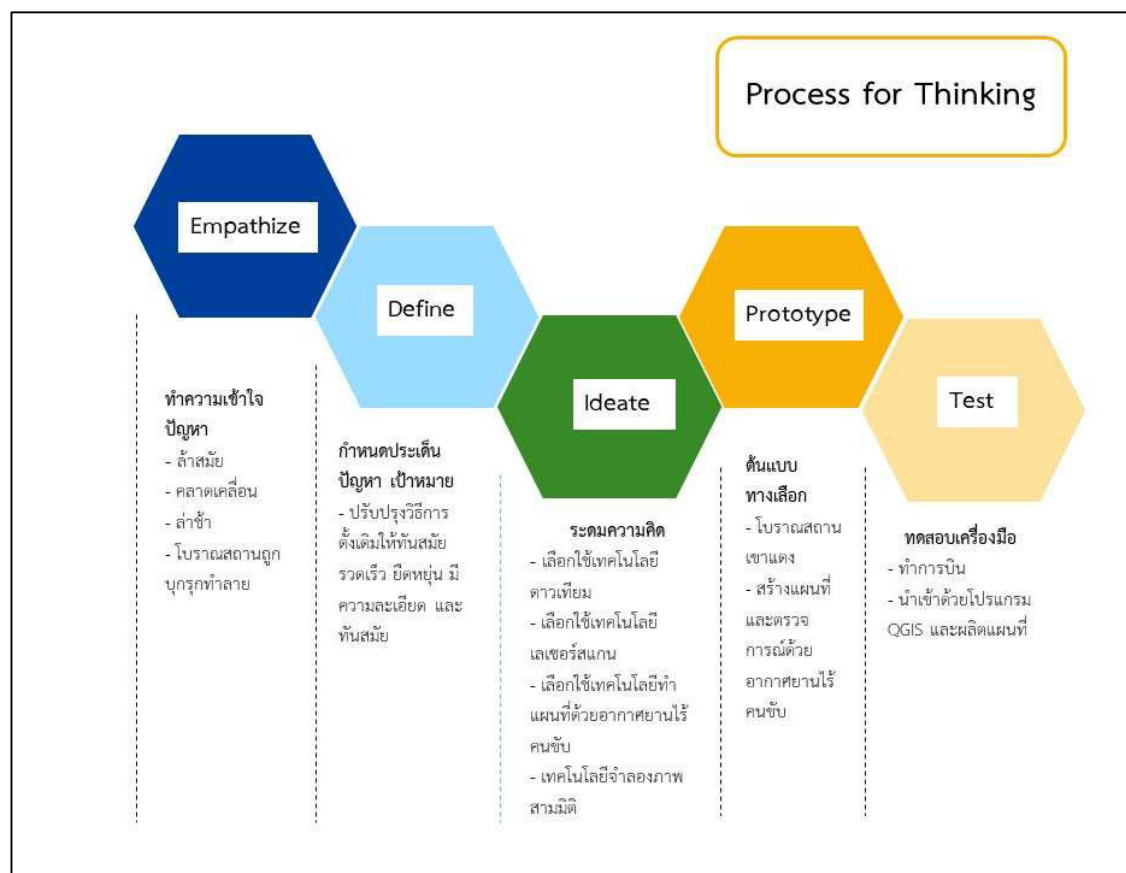 Process for Thinking
Empathize
ทำความเข้าใจ
ปัญหา
- ล้าสมัย
- คลาดเคลื่อน
- ล่าช้า
- โบราณสถานถูก
บุกรุกทำลาย
Define
กำหนดประเด็น
ปัญหา เป้าหมาย
- ปรับปรุงวิธีการ
ดั้งเดิมให้ทันสมัย
รวดเร็ว ยืดหยุ่น มี
ความละเอียด และ
ทันสมัย
Ideate
ระดมความคิด
- เลือกใช้เทคโนโลยี
ดาวเทียม
- เลือกใช้เทคโนโลยี
เลเซอร์สแกน
- เลือกใช้เทคโนโลยีทำ
แผนที่ด้วยอากาศยานไร้
คนขับ
- เทคโนโลยีจำลองภาพ
สามมิติ
Prototype
ต้นแบบ
ทางเลือก
- โบราณสถาน
เขาแดง
- สร้างแผนที่
และตรวจ
การณ์ด้วย
อากาศยานไร้
คนขับ
Test
ทดสอบเครื่องมือ
- ทำการบิน
- นำเข้าด้วยโปรแกรม
QGIS และผลิตแผนที่